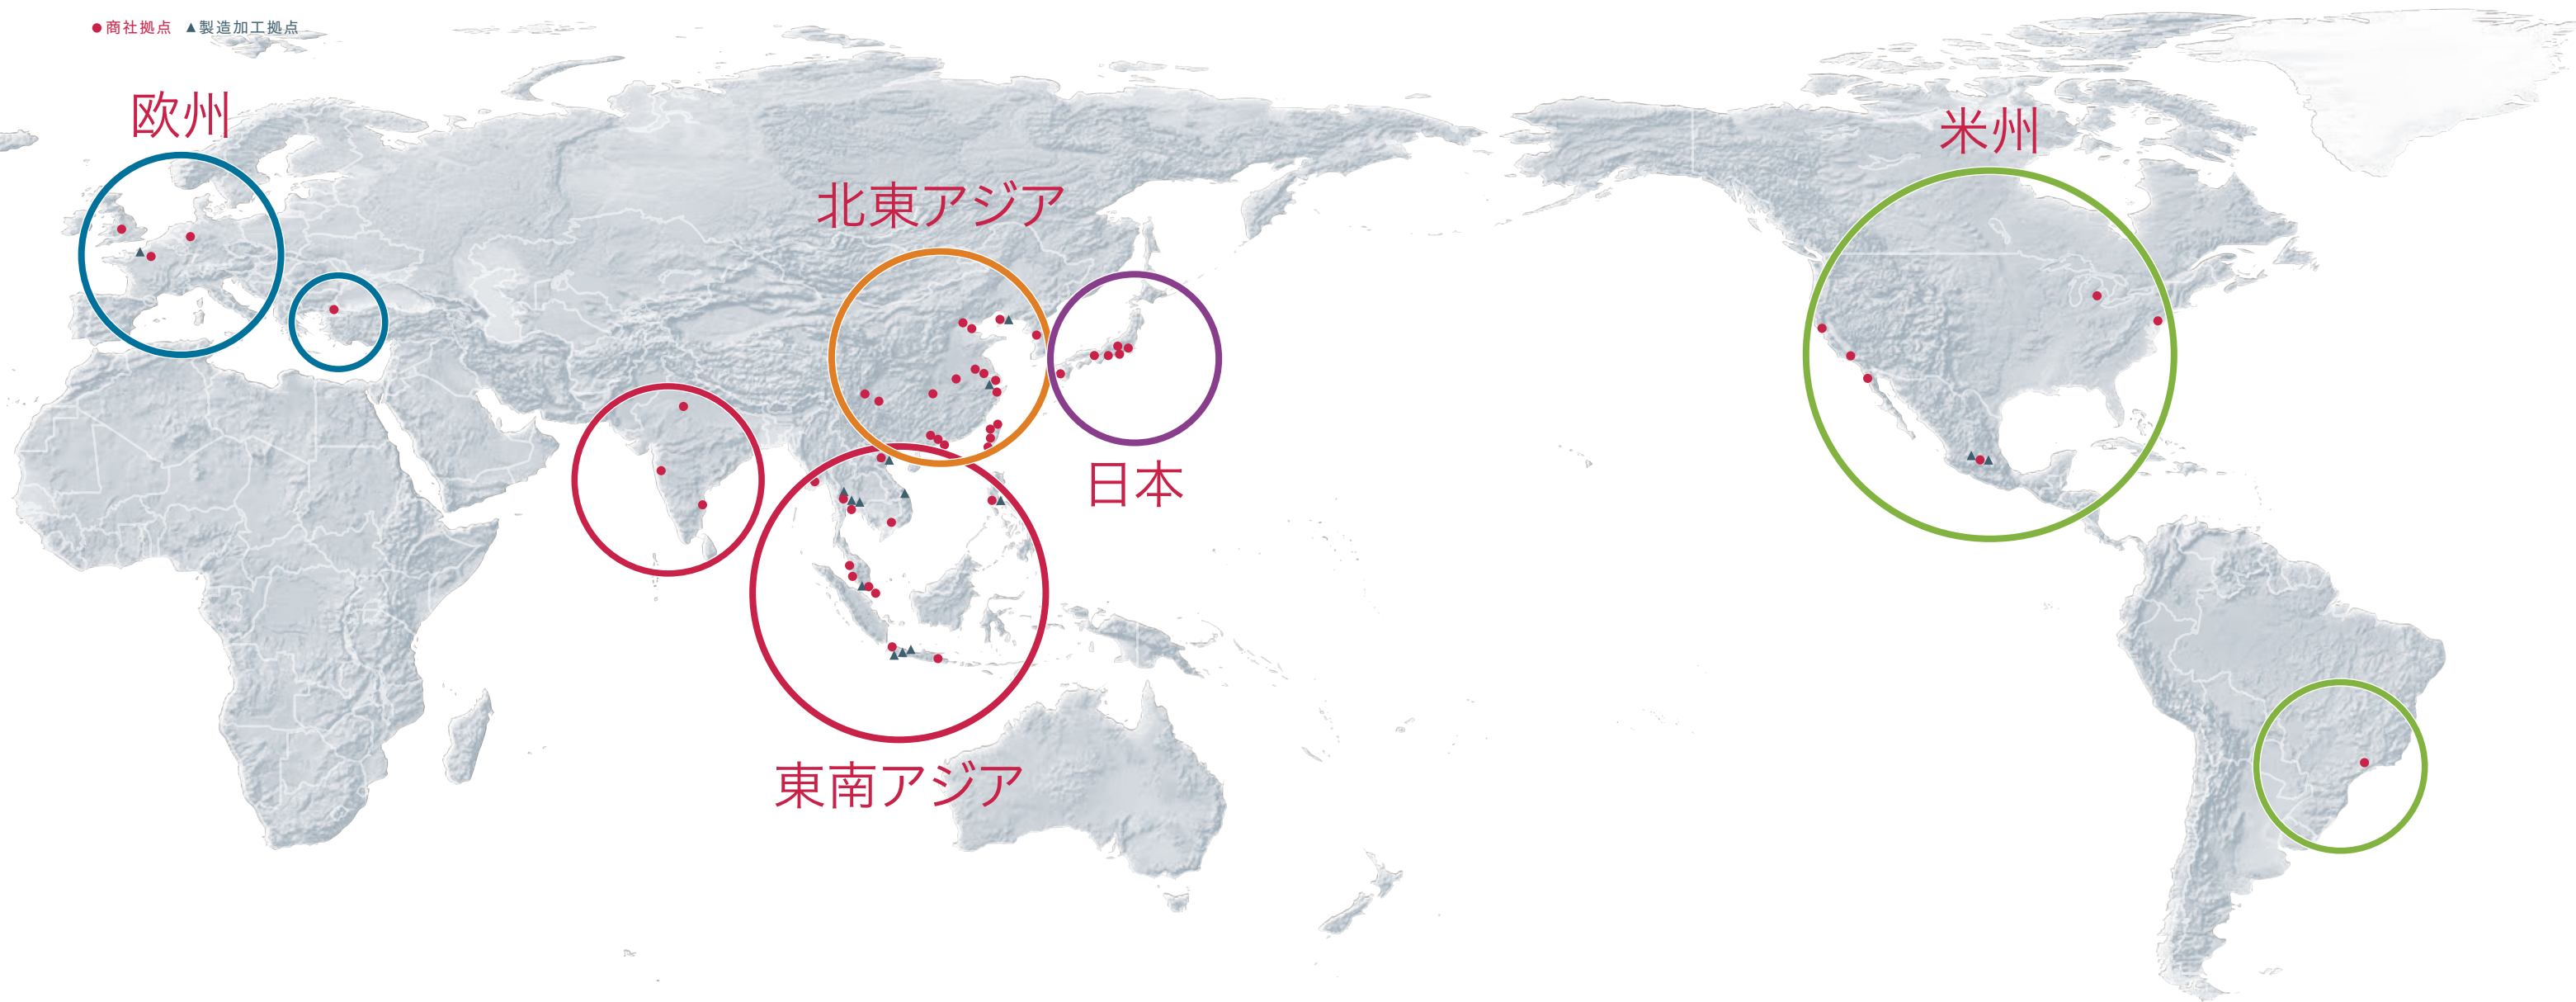 ●商社拠点 ▲製造加工拠点
欧州
米州
北東アジア
日本
東南アジア